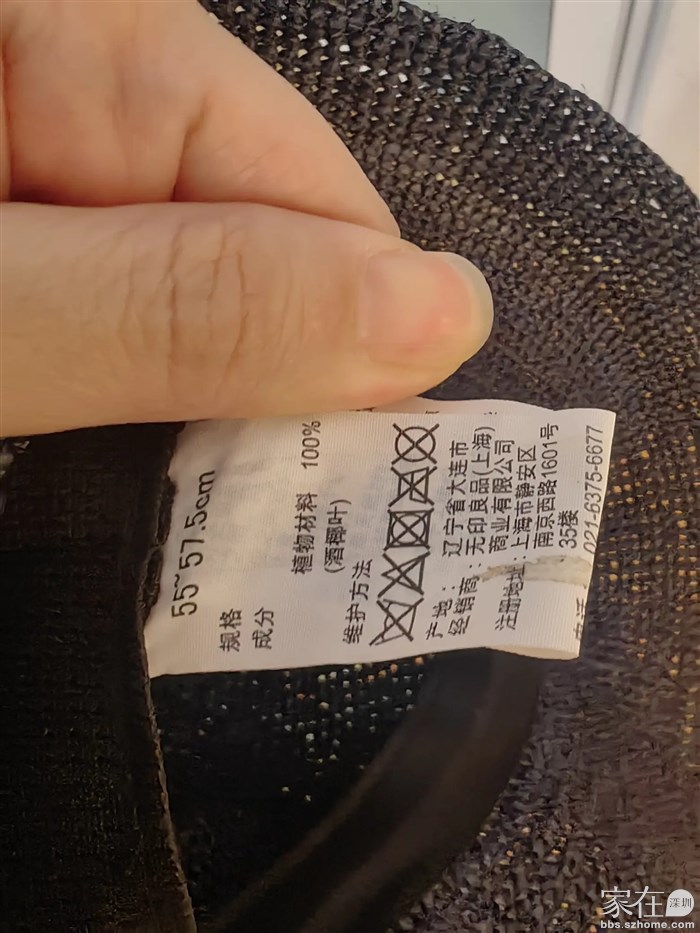 55~57.5cm
规格
成分
植物材料 100%
(酒椰叶)
维护方法
产地：辽宁省大连市
经销商：无印良品(上海)
商业有限公司
注册地址：上海市静安区
南京西路1601号
35楼
021-6375-6677
家在深圳
bbs.szhome.com